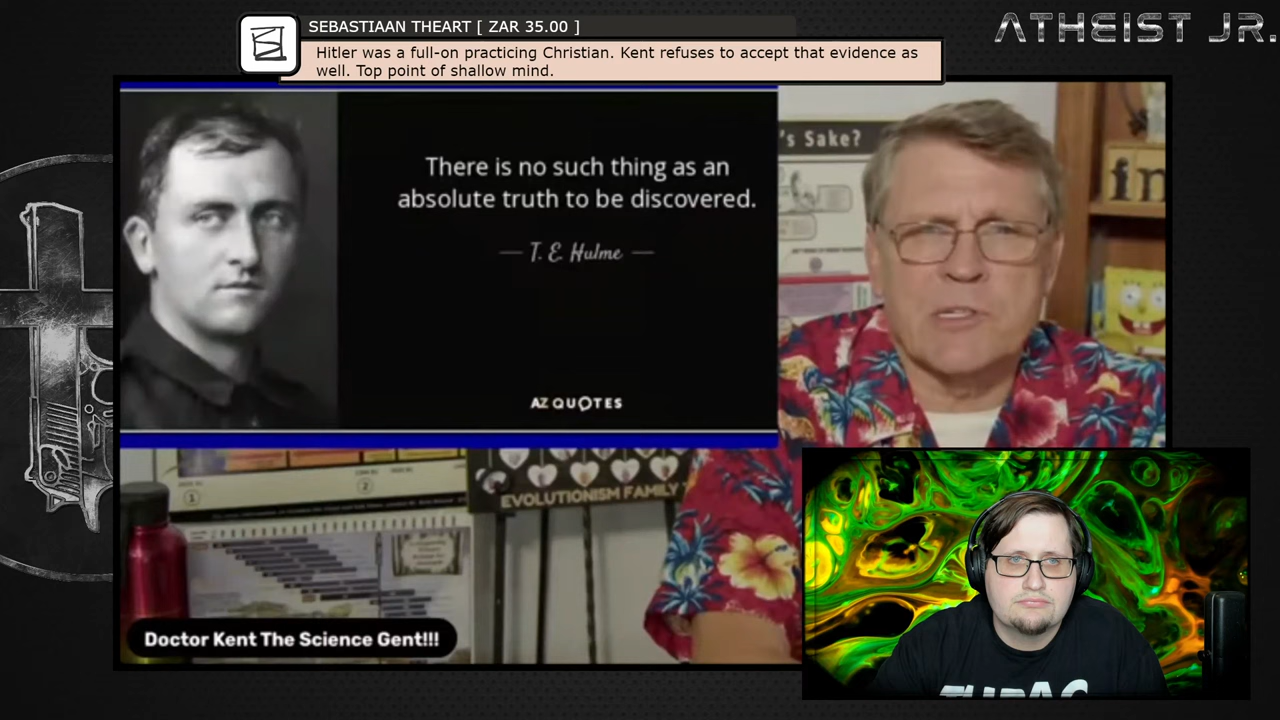 SEBASTIAAN THEART [ ZAR 35.00 ]
ATHEIST JR.
Hitler was a full-on practicing Christian. Kent refuses to accept that evidence as
well. Top point of shallow mind.
's Sake?
There is no such thing as an
absolute truth to be discovered.
— T. E. Hulme —
AZ QUOTES
EVOLUTIONISM FAMILY
Doctor Kent The Science Gent!!!